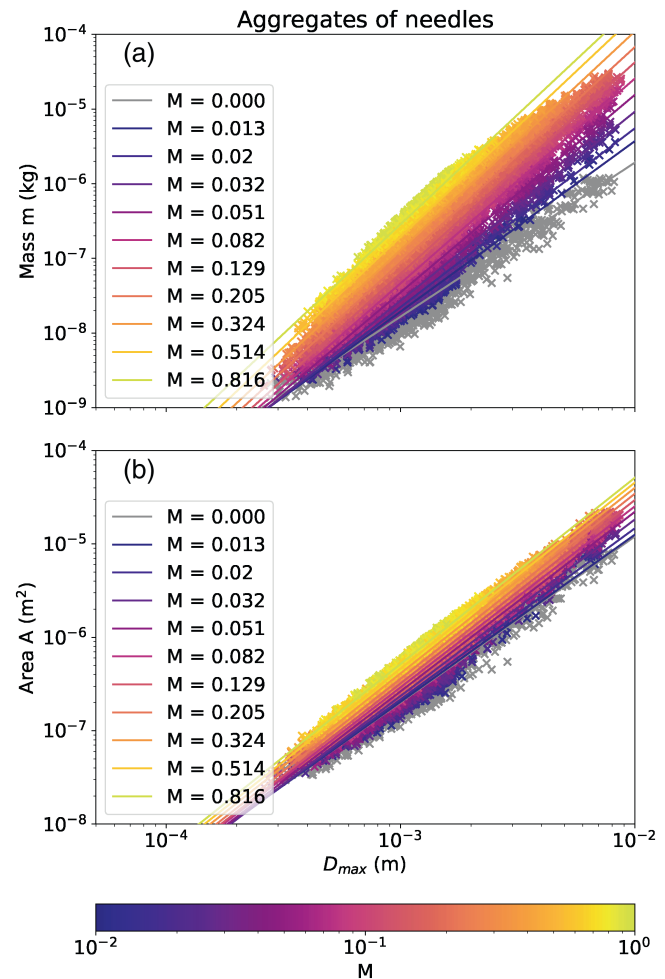 Aggregates of needles
(a)
10⁻⁴
10⁻⁵
10⁻⁶
10⁻⁷
10⁻⁸
10⁻⁹
Mass m (kg)
M = 0.000
M = 0.013
M = 0.02
M = 0.032
M = 0.051
M = 0.082
M = 0.129
M = 0.205
M = 0.324
M = 0.514
M = 0.816
(b)
10⁻⁴
10⁻⁵
10⁻⁶
10⁻⁷
10⁻⁸
Area A (m²)
M = 0.000
M = 0.013
M = 0.02
M = 0.032
M = 0.051
M = 0.082
M = 0.129
M = 0.205
M = 0.324
M = 0.514
M = 0.816
10⁻⁴ 10⁻³ 10⁻²
D_max (m)
10⁻² 10⁻¹ 10⁰
M